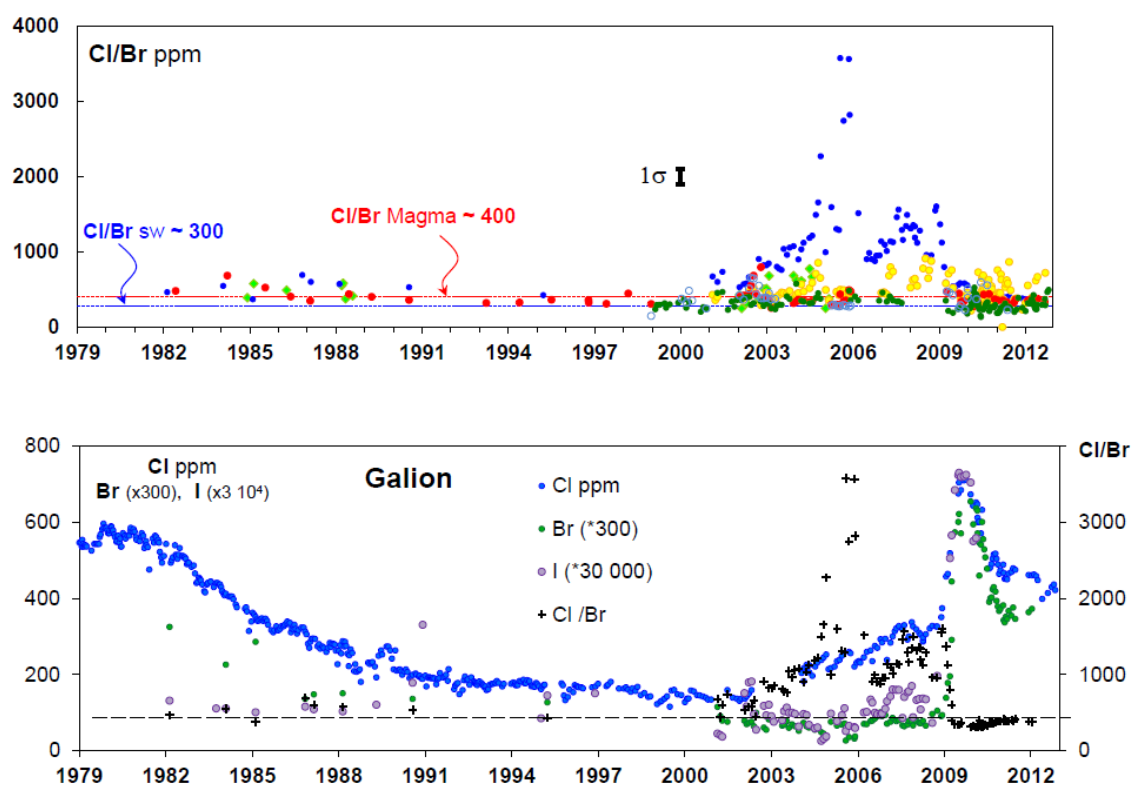 4000
Cl/Br ppm
3000
2000
1σ
Cl/Br Magma ~ 400
Cl/Br sw ~ 300
1000
0
1979 1982 1985 1988 1991 1994 1997 2000 2003 2006 2009 2012
800 Cl/Br
Cl ppm
Br (x300), I (x3 10⁴)
Galion
Cl ppm
600 3000
Br (*300)
I (*30 000)
400 2000
Cl /Br
200 1000
0 0
1979 1982 1985 1988 1991 1994 1997 2000 2003 2006 2009 2012